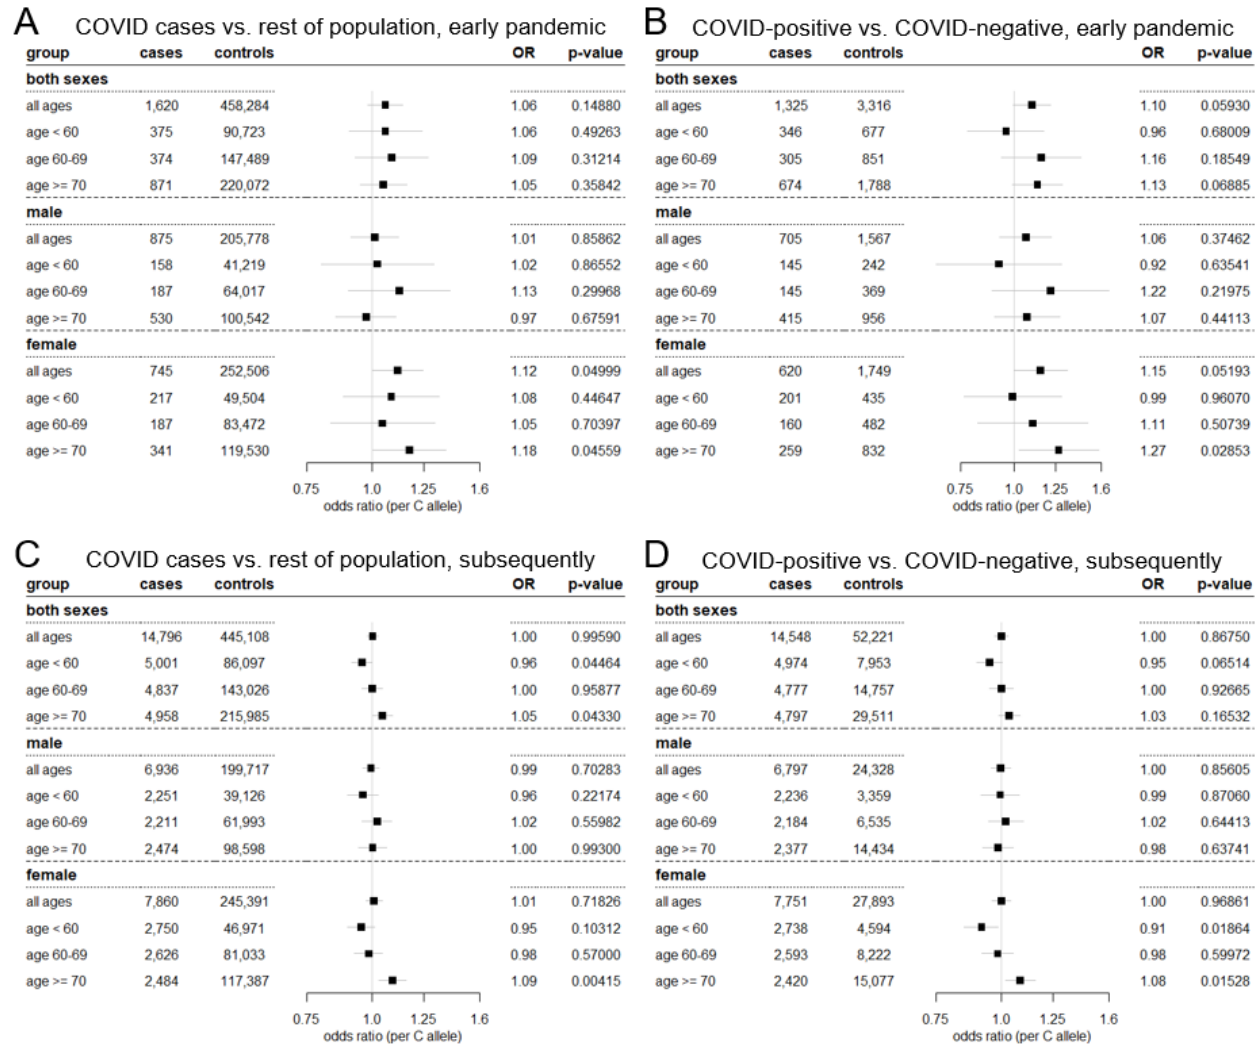 A COVID cases vs. rest of population, early pandemic
group cases controls OR p-value
both sexes
all ages 1,620 458,284 1.06 0.14880
age < 60 375 90,723 1.06 0.49263
age 60-69 374 147,489 1.09 0.31214
age >= 70 871 220,072 1.05 0.35842
male
all ages 875 205,778 1.01 0.85862
age < 60 158 41,219 1.02 0.86552
age 60-69 187 64,017 1.13 0.29968
age >= 70 530 100,542 0.97 0.67591
female
all ages 745 252,506 1.12 0.04999
age < 60 217 49,504 1.08 0.44647
age 60-69 187 83,472 1.05 0.70397
age >= 70 341 119,530 1.18 0.04559
0.75 1.0 1.25 1.6
odds ratio (per C allele)
B COVID-positive vs. COVID-negative, early pandemic
group cases controls OR p-value
both sexes
all ages 1,325 3,316 1.10 0.05930
age < 60 346 677 0.96 0.68009
age 60-69 305 851 1.16 0.18549
age >= 70 674 1,788 1.13 0.06885
male
all ages 705 1,567 1.06 0.37462
age < 60 145 242 0.92 0.63541
age 60-69 145 369 1.22 0.21975
age >= 70 415 956 1.07 0.44113
female
all ages 620 1,749 1.15 0.05193
age < 60 201 435 0.99 0.96070
age 60-69 160 482 1.11 0.50739
age >= 70 259 832 1.27 0.02853
0.75 1.0 1.25 1.6
odds ratio (per C allele)
C COVID cases vs. rest of population, subsequently
group cases controls OR p-value
both sexes
all ages 14,796 445,108 1.00 0.99590
age < 60 5,001 86,097 0.96 0.04464
age 60-69 4,837 143,026 1.00 0.95877
age >= 70 4,958 215,985 1.05 0.04330
male
all ages 6,936 199,717 0.99 0.70283
age < 60 2,251 39,126 0.96 0.22174
age 60-69 2,211 61,993 1.02 0.55982
age >= 70 2,474 98,598 1.00 0.99300
female
all ages 7,860 245,391 1.01 0.71826
age < 60 2,750 46,971 0.95 0.10312
age 60-69 2,626 81,033 0.98 0.57000
age >= 70 2,484 117,387 1.09 0.00415
0.75 1.0 1.25 1.6
odds ratio (per C allele)
D COVID-positive vs. COVID-negative, subsequently
group cases controls OR p-value
both sexes
all ages 14,548 52,221 1.00 0.86750
age < 60 4,974 7,953 0.95 0.06514
age 60-69 4,777 14,757 1.00 0.92665
age >= 70 4,797 29,511 1.03 0.16532
male
all ages 6,797 24,328 1.00 0.85605
age < 60 2,236 3,359 0.99 0.87060
age 60-69 2,184 6,535 1.02 0.64413
age >= 70 2,377 14,434 0.98 0.63741
female
all ages 7,751 27,893 1.00 0.96861
age < 60 2,738 4,594 0.91 0.01864
age 60-69 2,593 8,222 0.98 0.59972
age >= 70 2,420 15,077 1.08 0.01528
0.75 1.0 1.25 1.6
odds ratio (per C allele)